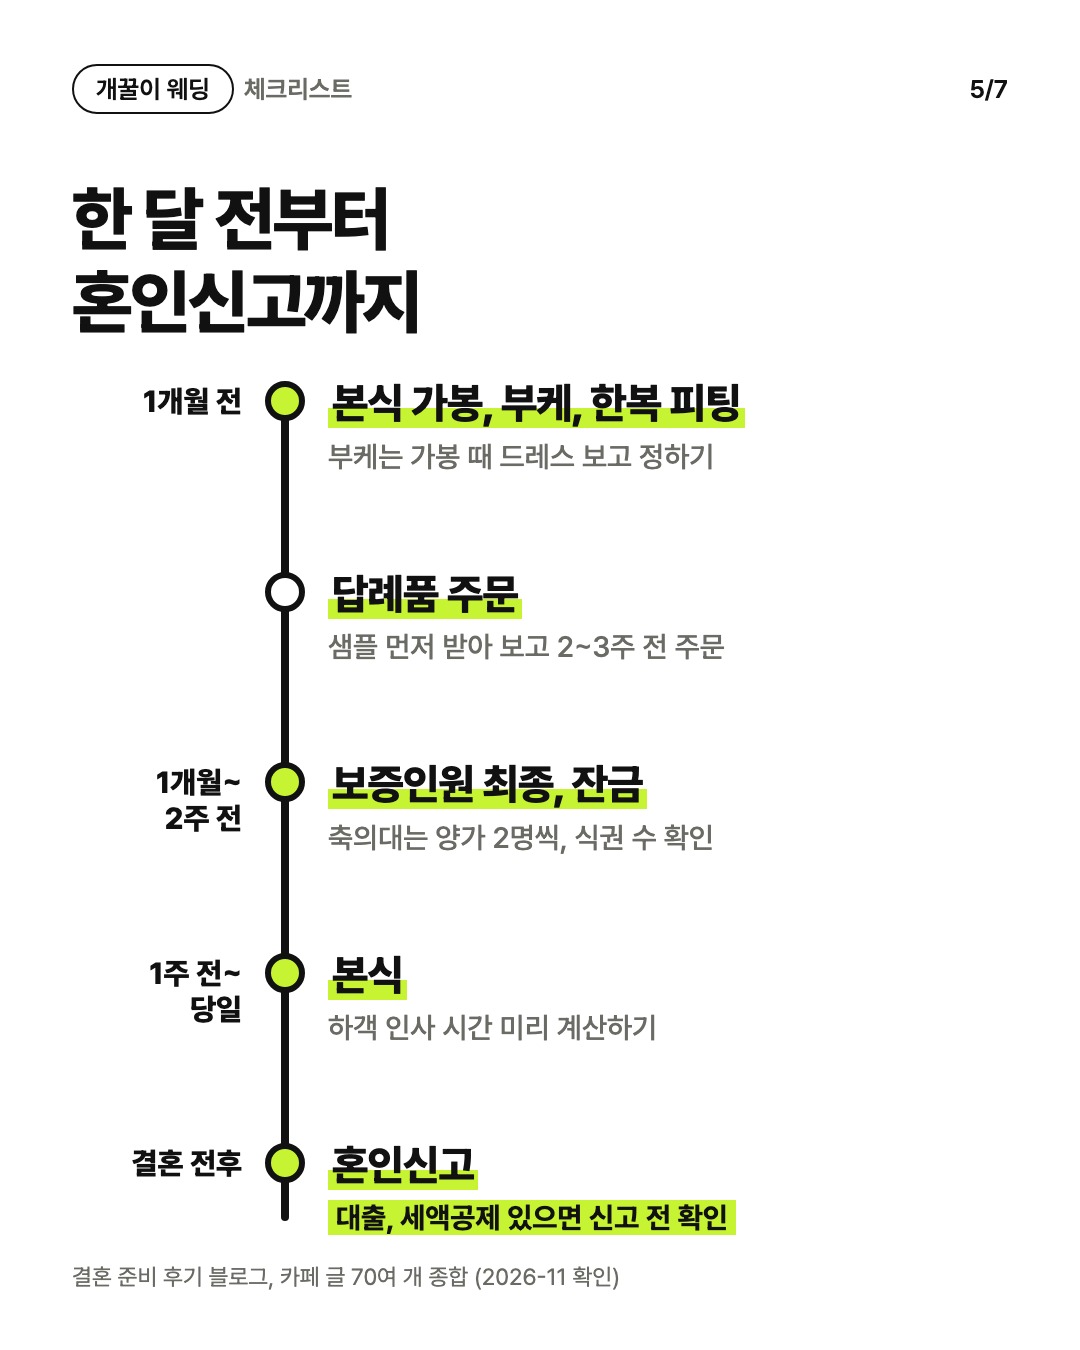 개꿀이 웨딩 체크리스트 5/7
한 달 전부터
혼인신고까지
1개월 전
본식 가봉, 부케, 한복 피팅
부케는 가봉 때 드레스 보고 정하기
답례품 주문
샘플 먼저 받아 보고 2~3주 전 주문
1개월~
2주 전
보증인원 최종, 잔금
축의대는 양가 2명씩, 식권 수 확인
1주 전~
당일
본식
하객 인사 시간 미리 계산하기
결혼 전후
혼인신고
대출, 세액공제 있으면 신고 전 확인
결혼 준비 후기 블로그, 카페 글 70여 개 종합 (2026-11 확인)